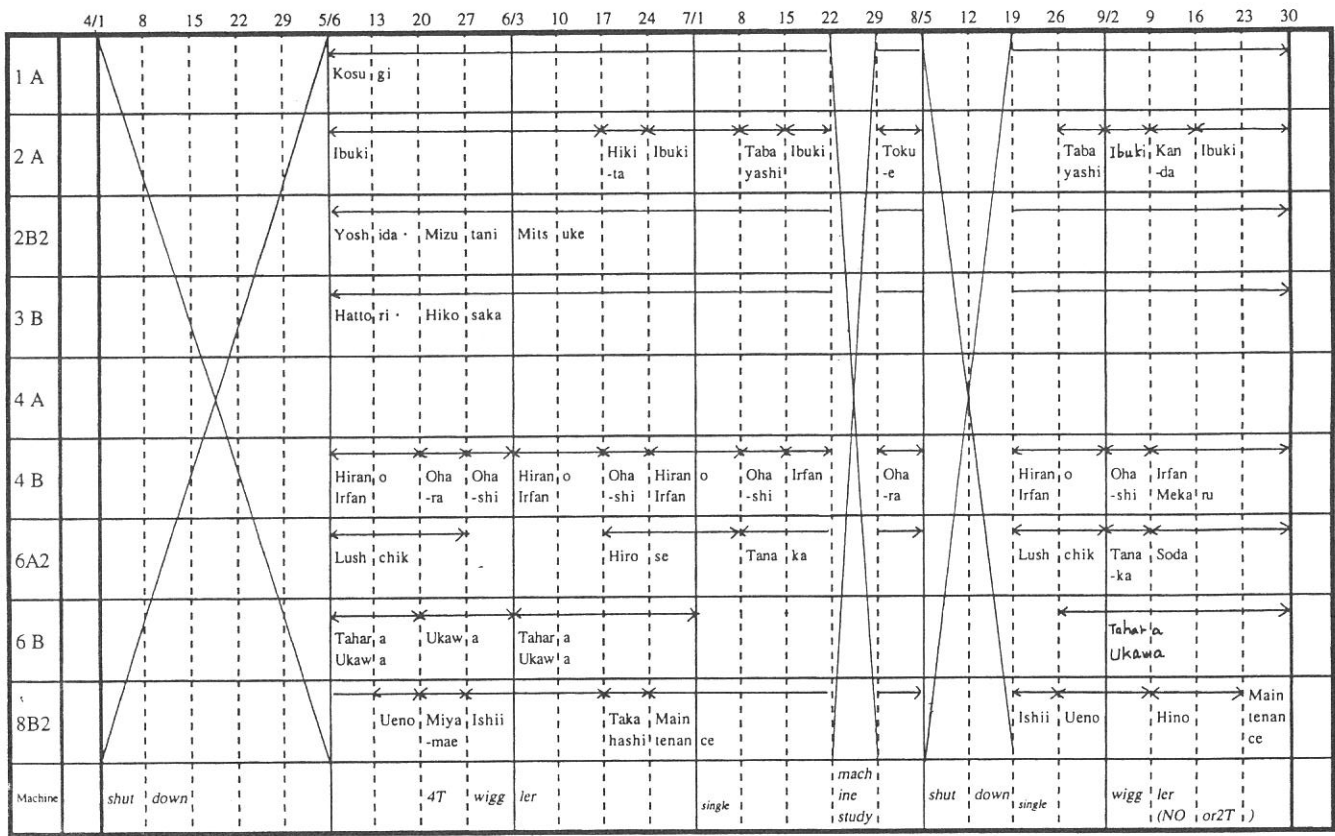 4/1 8 15 22 29 5/6 13 20 27 6/3 10 17 24 7/1 8 15 22 29 8/5 12 19 26 9/2 9 16 23 30
1 A
Kosu gi
2 A
Ibuki Hiki Ibuki Taba Ibuki Toku Taba Ibuki Kan Ibuki
-ta yashi -e yashi -da
2B2
Yosh ida · Mizu tani Mits uke
3 B
Hatto ri · Hiko saka
4 A
4 B
Hiran o Oha Oha Hiran o Oha Hiran o Oha Irfan Oha Hiran o Oha Irfan
Irfan -ra -shi Irfan -shi Irfan -shi -ra Irfan -shi Meka ru
6A2
Lush chik Hiro se Tana ka Lush chik Tana Soda
-ka
6 B
Tahar a Ukaw a Tahar a Tahar a
Ukaw a Ukaw a Ukawa
8B2
Ueno Miya Ishii Taka Main Ishii Ueno Hino Main
-mae hashi tenan ce tenan
ce
Machine
shut down 4T wigg ler single mach shut down single wigg ler
ine (NO or2T )
study